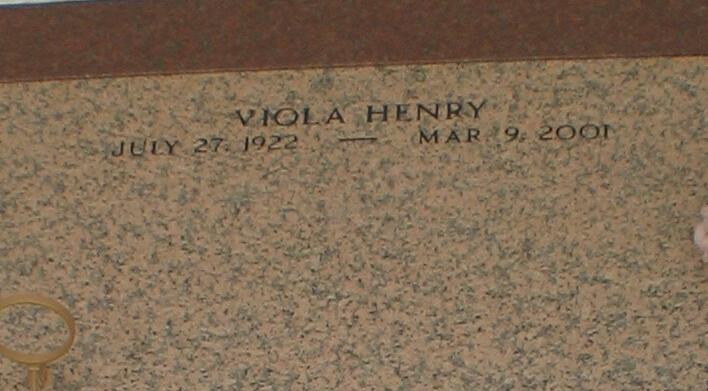 VIOLA HENRY
JULY 27, 1922 — MAR 9, 2001